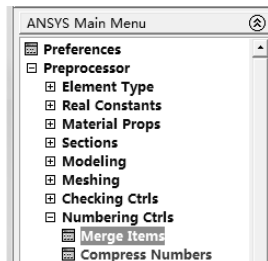 ANSYS Main Menu
Preferences
Preprocessor
Element Type
Real Constants
Material Props
Sections
Modeling
Meshing
Checking Ctrls
Numbering Ctrls
Merge Items
Compress Numbers